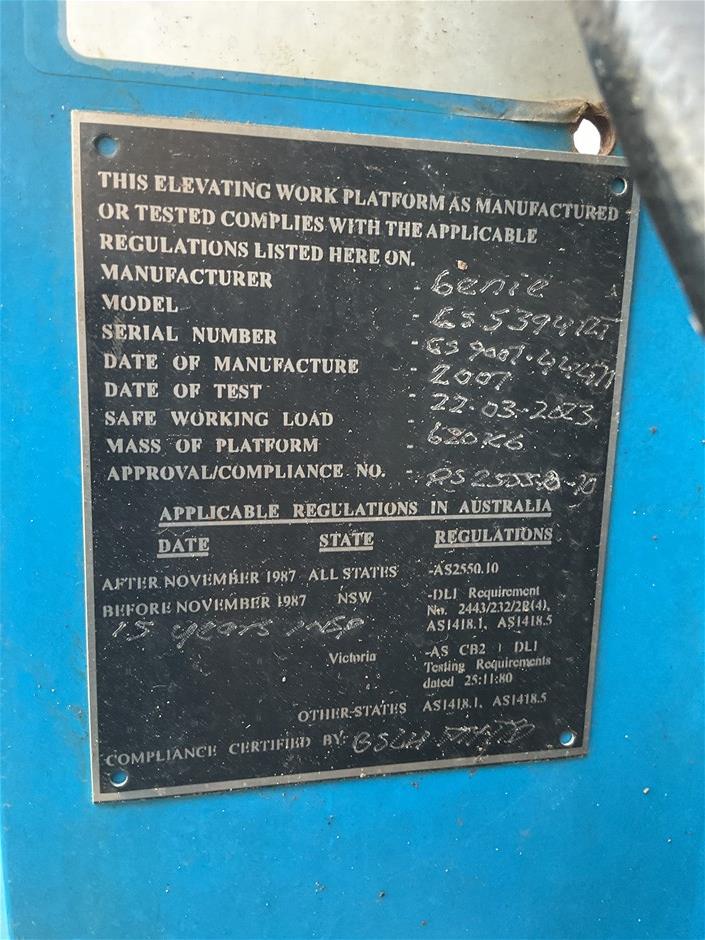 THIS ELEVATING WORK PLATFORM AS MANUFACTURED
OR TESTED COMPLIES WITH THE APPLICABLE
REGULATIONS LISTED HERE ON.
MANUFACTURER - Genie
MODEL -
SERIAL NUMBER -
DATE OF MANUFACTURE - 2007
DATE OF TEST - 22-03-2023
SAFE WORKING LOAD - 680KG
MASS OF PLATFORM -
APPROVAL/COMPLIANCE NO. -
APPLICABLE REGULATIONS IN AUSTRALIA
DATE STATE REGULATIONS
AFTER NOVEMBER 1987 ALL STATES -AS2550.10
BEFORE NOVEMBER 1987 NSW -DLI Requirement
No. 2443/232/2B(4),
AS1418.1, AS1418.5
15 years insp
Victoria -AS CB2 1 DLI
Testing Requirements
dated 25:11:80
OTHER STATES AS1418.1, AS1418.5
COMPLIANCE CERTIFIED BY: